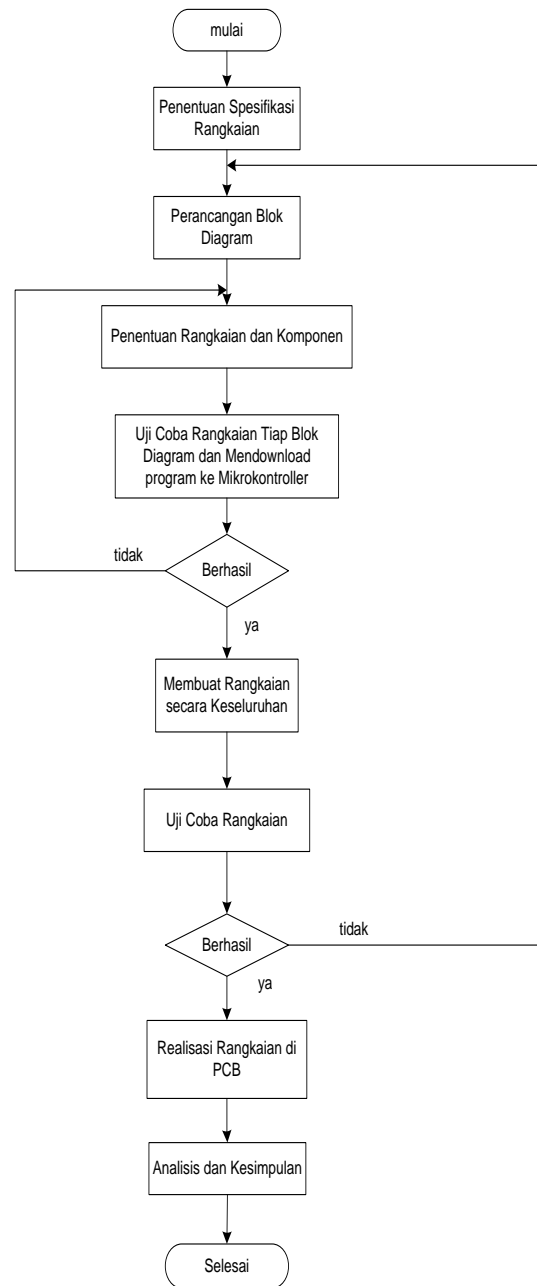 mulai
Penentuan Spesifikasi
Rangkaian
Perancangan Blok
Diagram
Penentuan Rangkaian dan Komponen
Uji Coba Rangkaian Tiap Blok
Diagram dan Mendownload
program ke Mikrokontroller
tidak
Berhasil
ya
Membuat Rangkaian
secara Keseluruhan
Uji Coba Rangkaian
Berhasil
tidak
ya
Realisasi Rangkaian di
PCB
Analisis dan Kesimpulan
Selesai